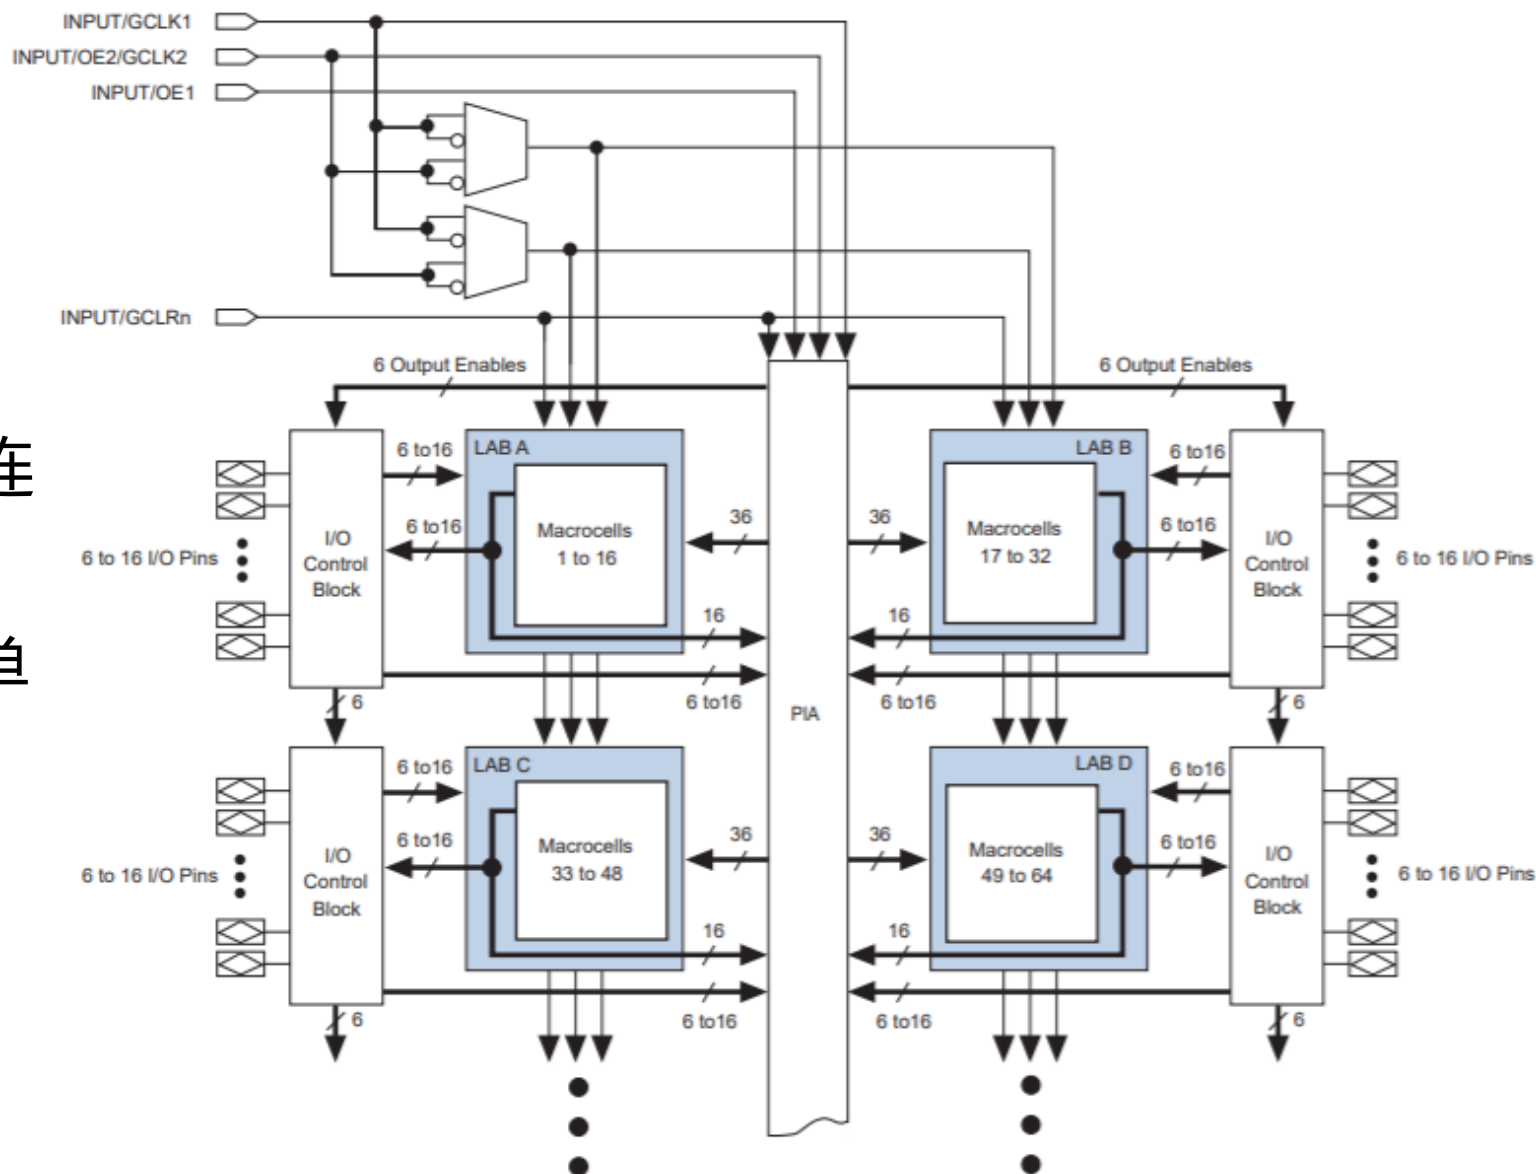 INPUT/GCLK1
INPUT/OE2/GCLK2
INPUT/OE1
INPUT/GCLRn
6 Output Enables
6 Output Enables
连
6 to 16 I/O Pins
I/O
Control
Block
6 to16
6 to16
LAB A
Macrocells
1 to 16
36
16
6 to16
6
36
16
6 to16
LAB B
Macrocells
17 to 32
6 to16
6 to16
I/O
Control
Block
6 to 16 I/O Pins
6
PIA
6 to 16 I/O Pins
I/O
Control
Block
6 to16
6 to16
LAB C
Macrocells
33 to 48
36
16
6 to16
6
36
16
6 to16
LAB D
Macrocells
49 to 64
6 to16
6 to16
I/O
Control
Block
6 to 16 I/O Pins
6